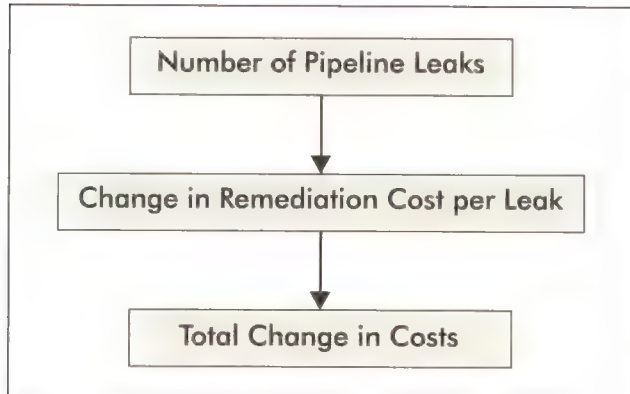 Number of Pipeline Leaks
Change in Remediation Cost per Leak
Total Change in Costs